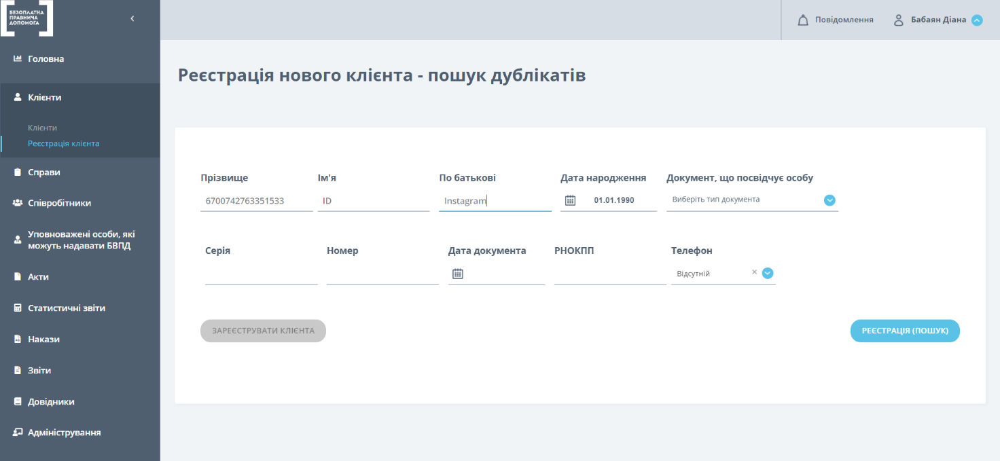 БЕЗОПЛАТНА
ПРАВНИЧА
ДОПОМОГА
Повідомлення
Бабаян Діана
Головна
Клієнти
Клієнти
Реєстрація клієнта
Справи
Співробітники
Уповноважені особи, які
можуть надавати БВПД
Акти
Статистичні звіти
Накази
Звіти
Довідники
Адміністрування
Реєстрація нового клієнта - пошук дублікатів
Прізвище Ім'я По батькові Дата народження Документ, що посвідчує особу
6700742763351533 ID Instagram 01.01.1990 Виберіть тип документа
Серія Номер Дата документа РНОКПП Телефон
Відсутній ×
ЗАРЕЄСТРУВАТИ КЛІЄНТА РЕЄСТРАЦІЯ (ПОШУК)